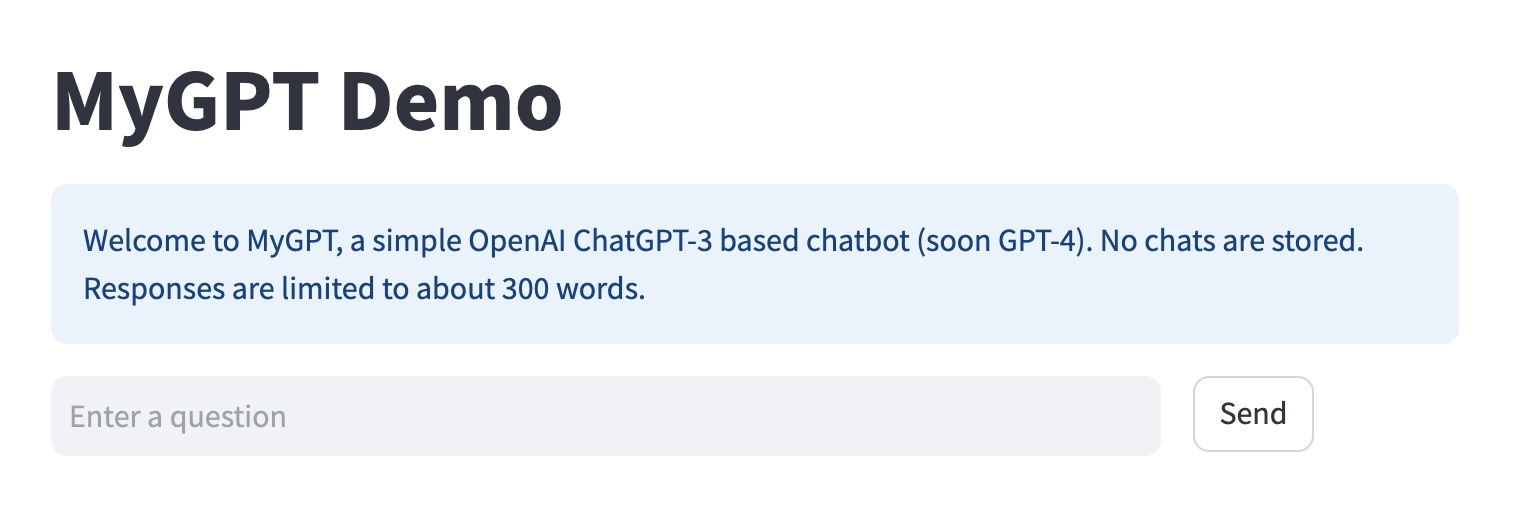 MyGPT Demo
Welcome to MyGPT, a simple OpenAI ChatGPT-3 based chatbot (soon GPT-4). No chats are stored.
Responses are limited to about 300 words.
Enter a question
Send